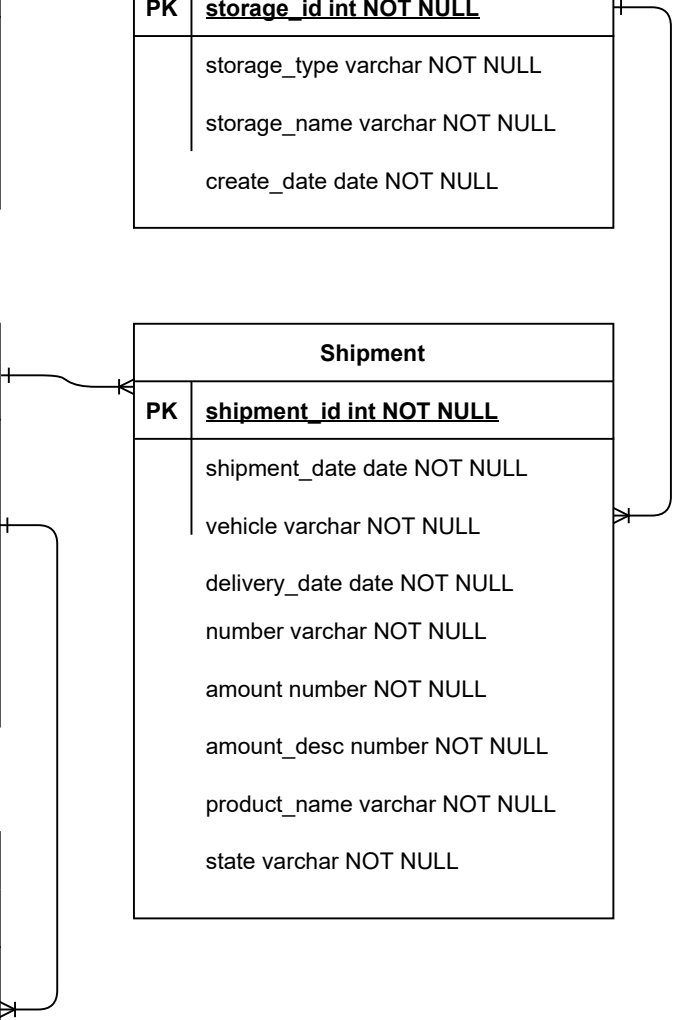 PK storage_id int NOT NULL
storage_type varchar NOT NULL
storage_name varchar NOT NULL
create_date date NOT NULL
Shipment
PK shipment_id int NOT NULL
shipment_date date NOT NULL
vehicle varchar NOT NULL
delivery_date date NOT NULL
number varchar NOT NULL
amount number NOT NULL
amount_desc number NOT NULL
product_name varchar NOT NULL
state varchar NOT NULL